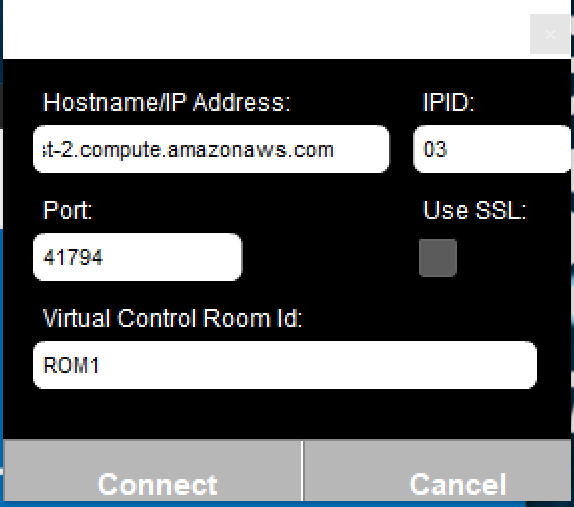 Hostname/IP Address: IPID:
st-2.compute.amazonaws.com 03
Port: Use SSL:
41794
Virtual Control Room Id:
ROM1
Connect Cancel